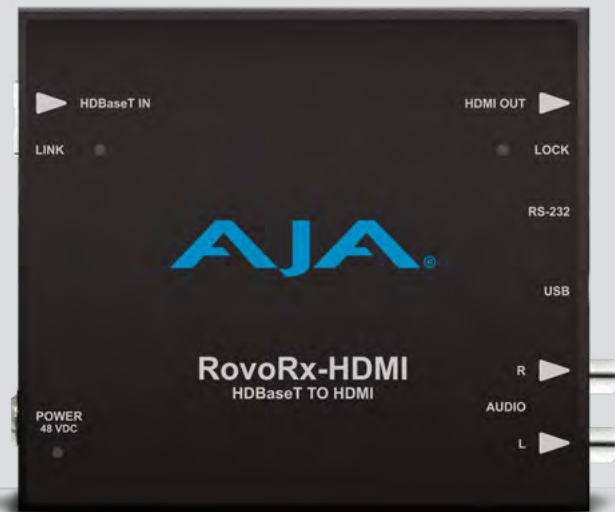 HDBaseT IN
HDMI OUT
LINK
LOCK
RS-232
AJA®
USB
RovoRx-HDMI
HDBaseT TO HDMI
R
AUDIO
POWER
48 VDC
L